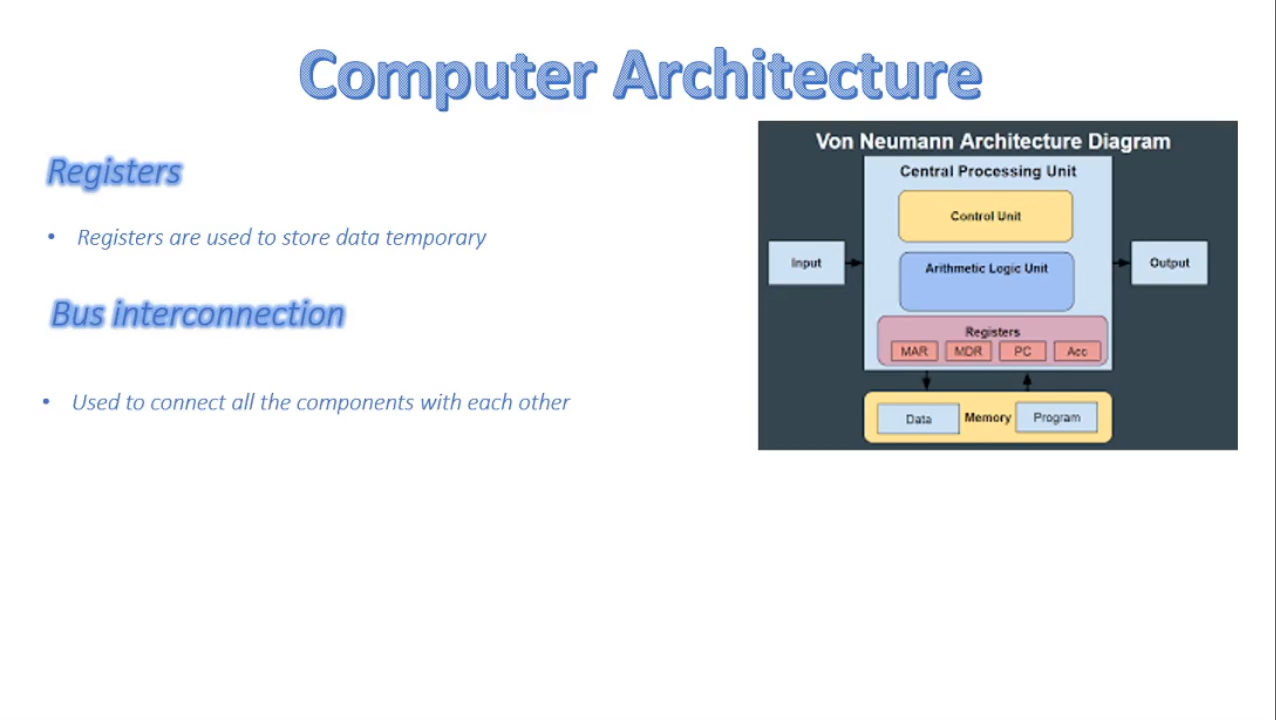 Computer Architecture
Registers
• Registers are used to store data temporary
Bus interconnection
• Used to connect all the components with each other
Von Neumann Architecture Diagram
Central Processing Unit
Control Unit
Input
Arithmetic Logic Unit
Output
Registers
MAR MDR PC Acc
Data Memory Program